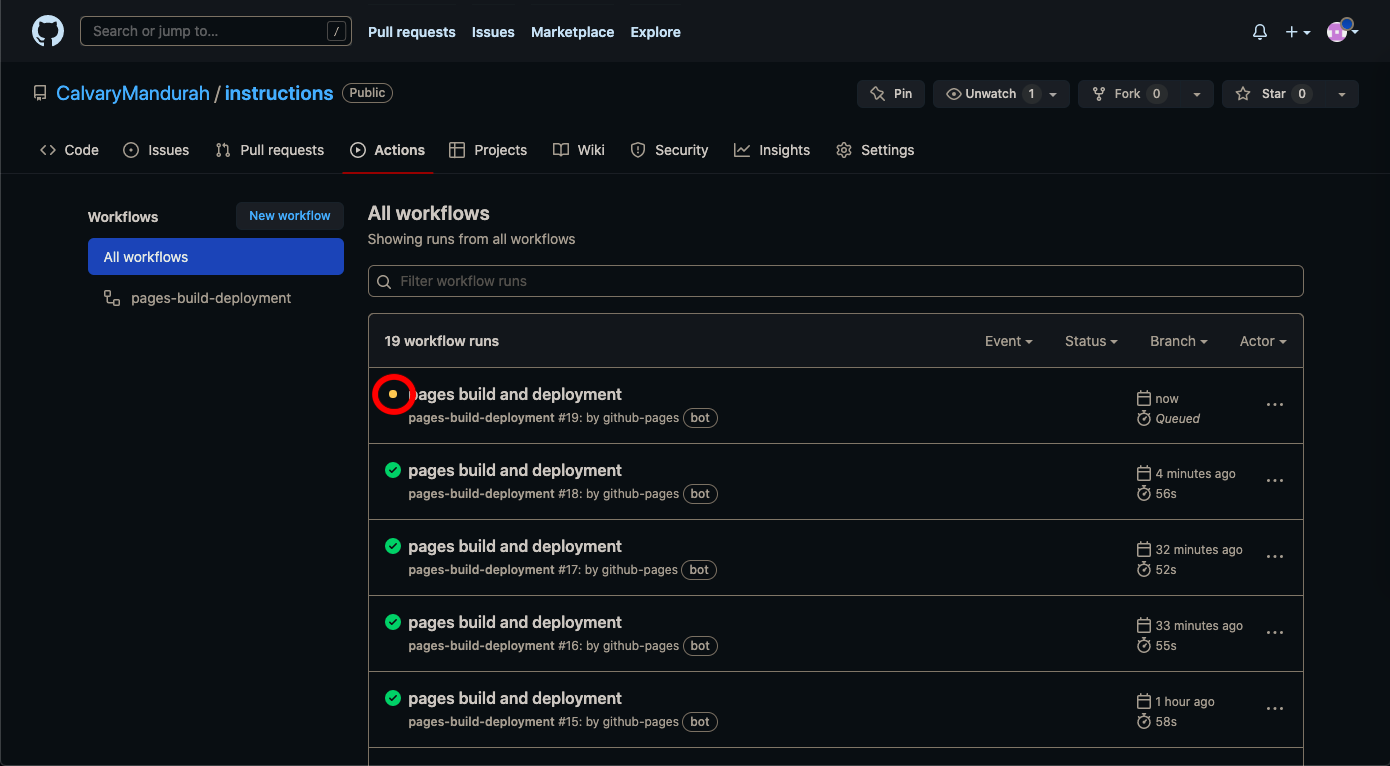 Search or jump to... / Pull requests Issues Marketplace Explore
CalvaryMandurah / instructions Public Pin Unwatch 1 Fork 0 Star 0
Code Issues Pull requests Actions Projects Wiki Security Insights Settings
Workflows New workflow
All workflows
pages-build-deployment
All workflows
Showing runs from all workflows
Filter workflow runs
19 workflow runs Event Status Branch Actor
pages build and deployment
pages-build-deployment #19: by github-pages bot
now
Queued
pages build and deployment
pages-build-deployment #18: by github-pages bot
4 minutes ago
56s
pages build and deployment
pages-build-deployment #17: by github-pages bot
32 minutes ago
52s
pages build and deployment
pages-build-deployment #16: by github-pages bot
33 minutes ago
55s
pages build and deployment
pages-build-deployment #15: by github-pages bot
1 hour ago
58s